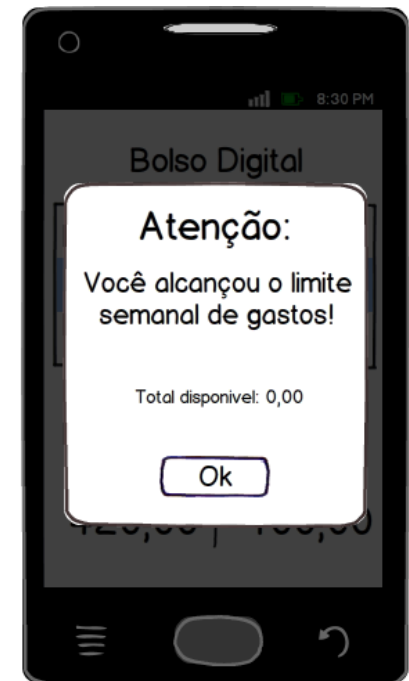 8:30 PM
Bolso Digital
Atenção:
Você alcançou o limite
semanal de gastos!
Total disponivel: 0,00
Ok